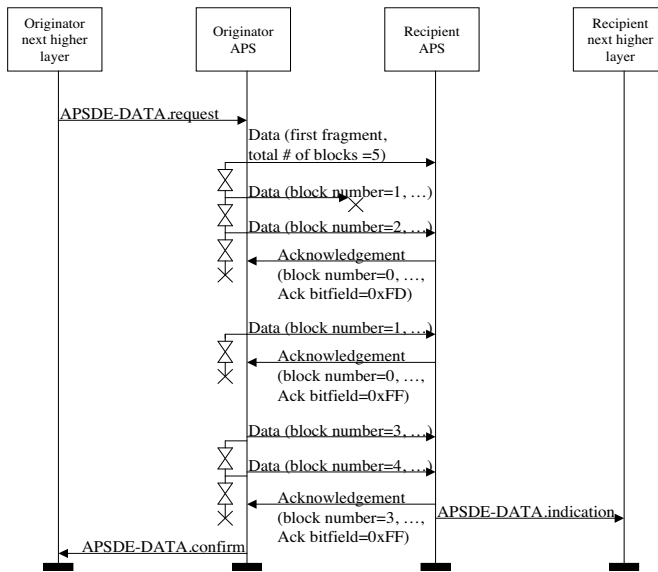 Originator
next higher
layer
Originator
APS
Recipient
APS
Recipient
next higher
layer
APSDE-DATA.request
Data (first fragment,
total # of blocks =5)
Data (block number=1, …)
Data (block number=2, …)
Acknowledgement
(block number=0, …,
Ack bitfield=0xFD)
Data (block number=1, …)
Acknowledgement
(block number=0, …,
Ack bitfield=0xFF)
Data (block number=3, …)
Data (block number=4, …)
Acknowledgement
(block number=3, …,
Ack bitfield=0xFF)
APSDE-DATA.indication
APSDE-DATA.confirm